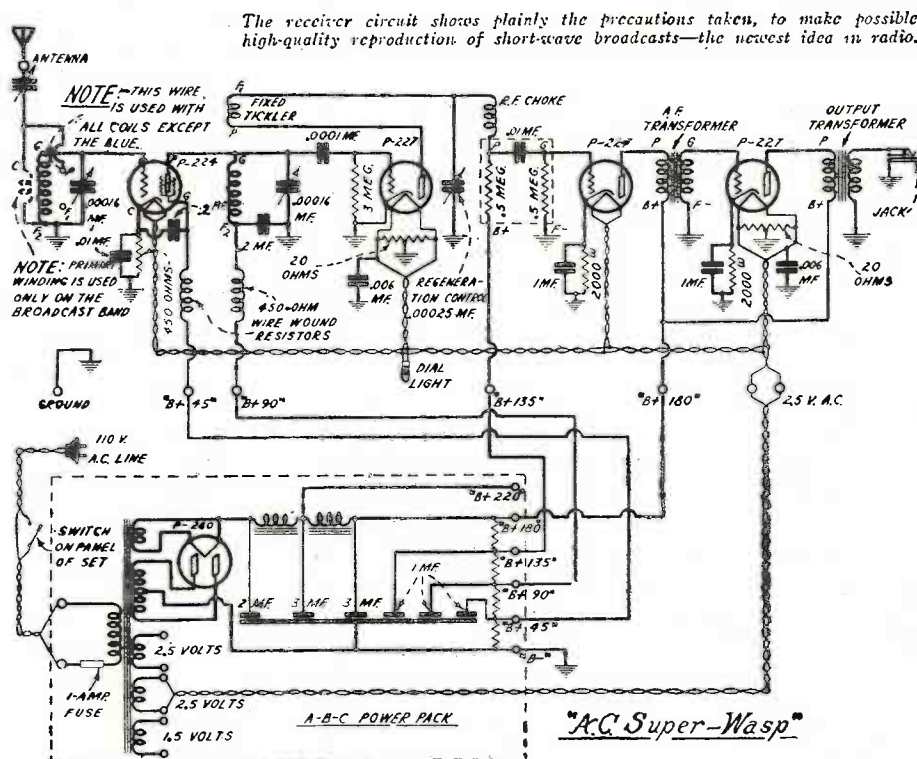 The receiver circuit shows plainly the precautions taken, to make possible
high-quality reproduction of short-wave broadcasts—the newest idea in radio.
ANTENNA
NOTE:—THIS WIRE
IS USED WITH
ALL COILS EXCEPT
THE BLUE.
FIXED
TICKLER
R.F. CHOKE
A.F.
TRANSFORMER
OUTPUT
TRANSFORMER
P-224
.0001 MF.
P-227
.01 MF.
P-227
P-227
P
G
P
B+
F-
B+
JACK
.00016
MF.
.01 MF.
.00016
MF.
3 MEG.
.5 MEG.
.5 MEG.
B+
F-
.2
2 MF.
20
OHMS
.006
MF.
REGENERA-
TION CONTROL
.00025 MF.
1 MF.
2000 ω
1 MF.
2000 ω
.006
MF.
20
OHMS
NOTE: PRIMARY
WINDING IS USED
ONLY ON THE
BROADCAST BAND
450 OHMS-
450-OHM
WIRE WOUND
RESISTORS
DIAL
LIGHT
GROUND
"B+ 45"
"B+ 90"
"B+ 135"
"B+ 180"
2.5 V. A.C.
110 V.
A.C. LINE
SWITCH
ON PANEL
OF SET
P-280
"B+ 220"
"B+ 180"
"B+ 135"
"B+ 90"
"B+ 45"
"B-"
1 MF.
2 MF.
3 MF.
3 MF.
2.5 VOLTS
2.5 VOLTS
1.5 VOLTS
1-AMP.
FUSE
A-B-C POWER PACK
"A.C. Super-Wasp"